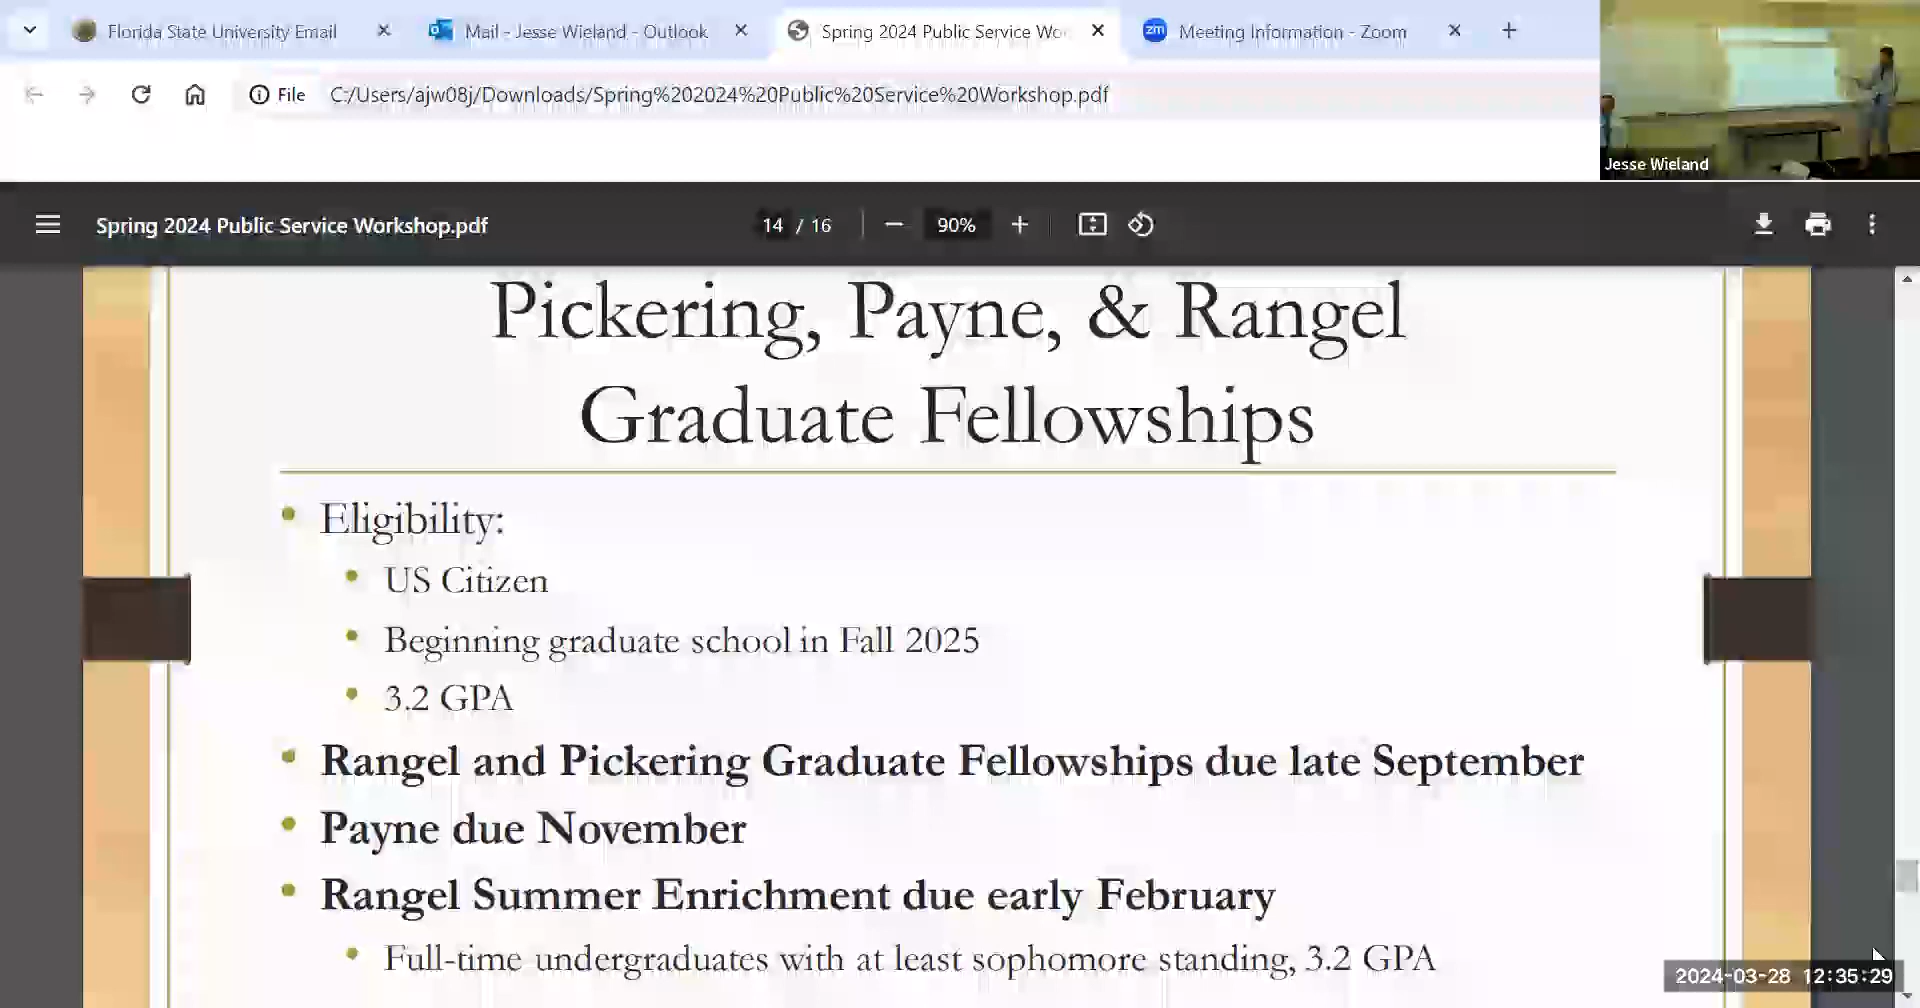 Florida State University Email
Mail - Jesse Wieland - Outlook
Spring 2024 Public Service Wo
zm
Meeting Information - Zoom
File
C:/Users/ajw08j/Downloads/Spring%202024%20Public%20Service%20Workshop.pdf
Jesse Wieland
Spring 2024 Public Service Workshop.pdf
14 / 16
90%
Pickering, Payne, & Rangel
Graduate Fellowships
• Eligibility:
• US Citizen
• Beginning graduate school in Fall 2025
• 3.2 GPA
• Rangel and Pickering Graduate Fellowships due late September
• Payne due November
• Rangel Summer Enrichment due early February
• Full-time undergraduates with at least sophomore standing, 3.2 GPA
2024-03-28 12:35:29